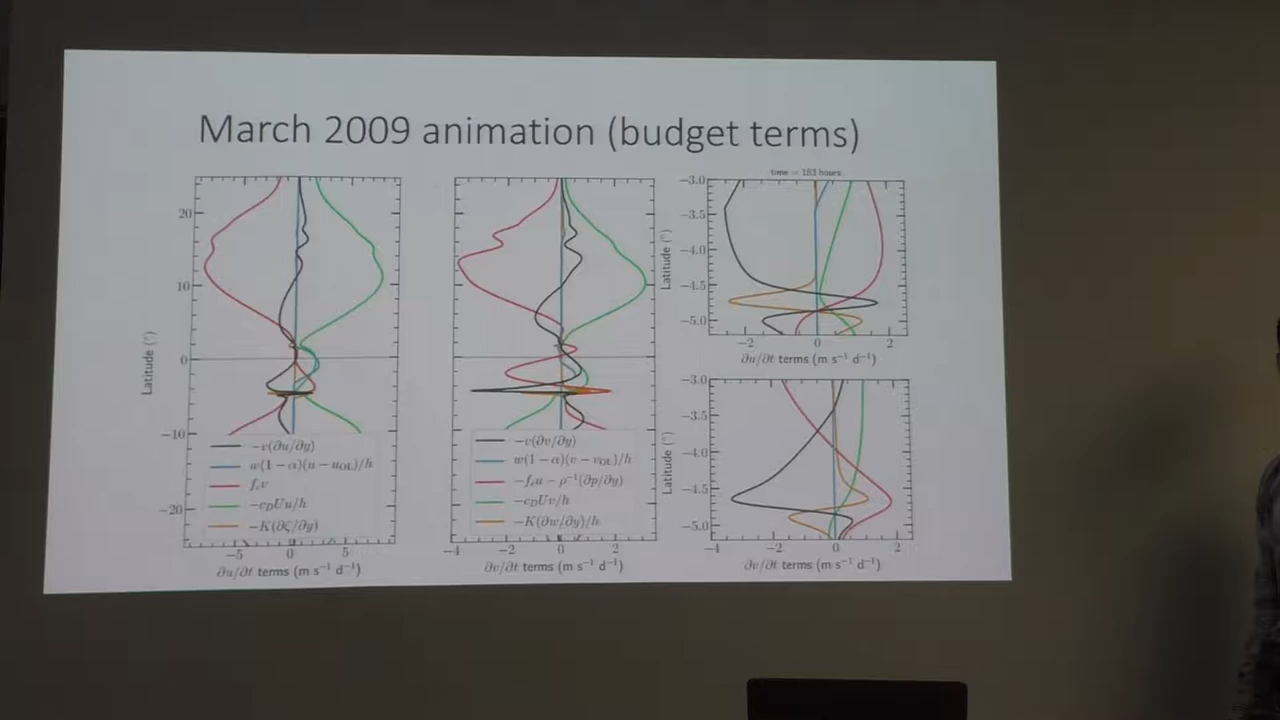 March 2009 animation (budget terms)
20
10
0
−10
−20
Latitude (°)
−v(∂u/∂y)
w(1 − α)(u − u_OL)/h
fᵥv
−c_D Uu/h
−K(∂ζ/∂y)
−5 0 5
∂u/∂t terms (m s⁻¹ d⁻¹)
−v(∂v/∂y)
w(1 − α)(v − v_OL)/h
−c_D Uv/h
−K(∂w/∂y)/h
−4 −2 0 2
∂v/∂t terms (m s⁻¹ d⁻¹)
time = 183 hours
−3.0
−3.5
−4.0
−4.5
−5.0
Latitude (°)
−2 0 2
∂u/∂t terms (m s⁻¹ d⁻¹)
−3.0
−3.5
−4.0
−4.5
−5.0
Latitude (°)
−4 −2 0 2
∂v/∂t terms (m s⁻¹ d⁻¹)